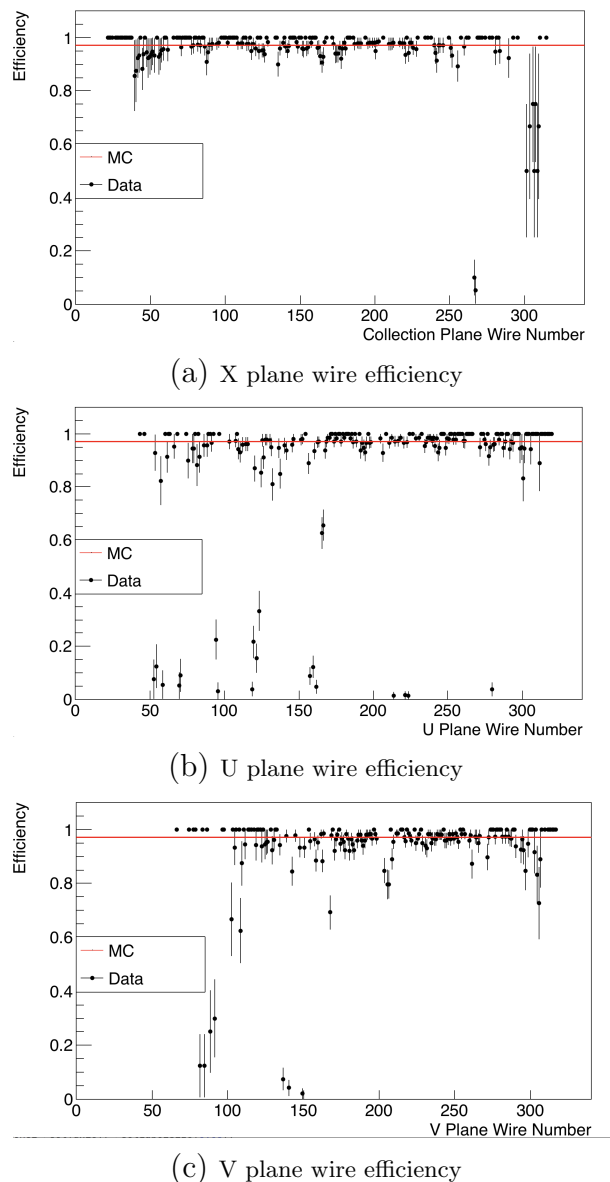 Efficiency
1
0.8
0.6
MC
Data
0.4
0.2
0
50 100 150 200 250 300
Collection Plane Wire Number
(a) X plane wire efficiency
Efficiency
1
0.8
0.6
MC
Data
0.4
0.2
0
0 50 100 150 200 250 300
U Plane Wire Number
(b) U plane wire efficiency
Efficiency
1
0.8
0.6
MC
Data
0.4
0.2
0
0 50 100 150 200 250 300
V Plane Wire Number
(c) V plane wire efficiency